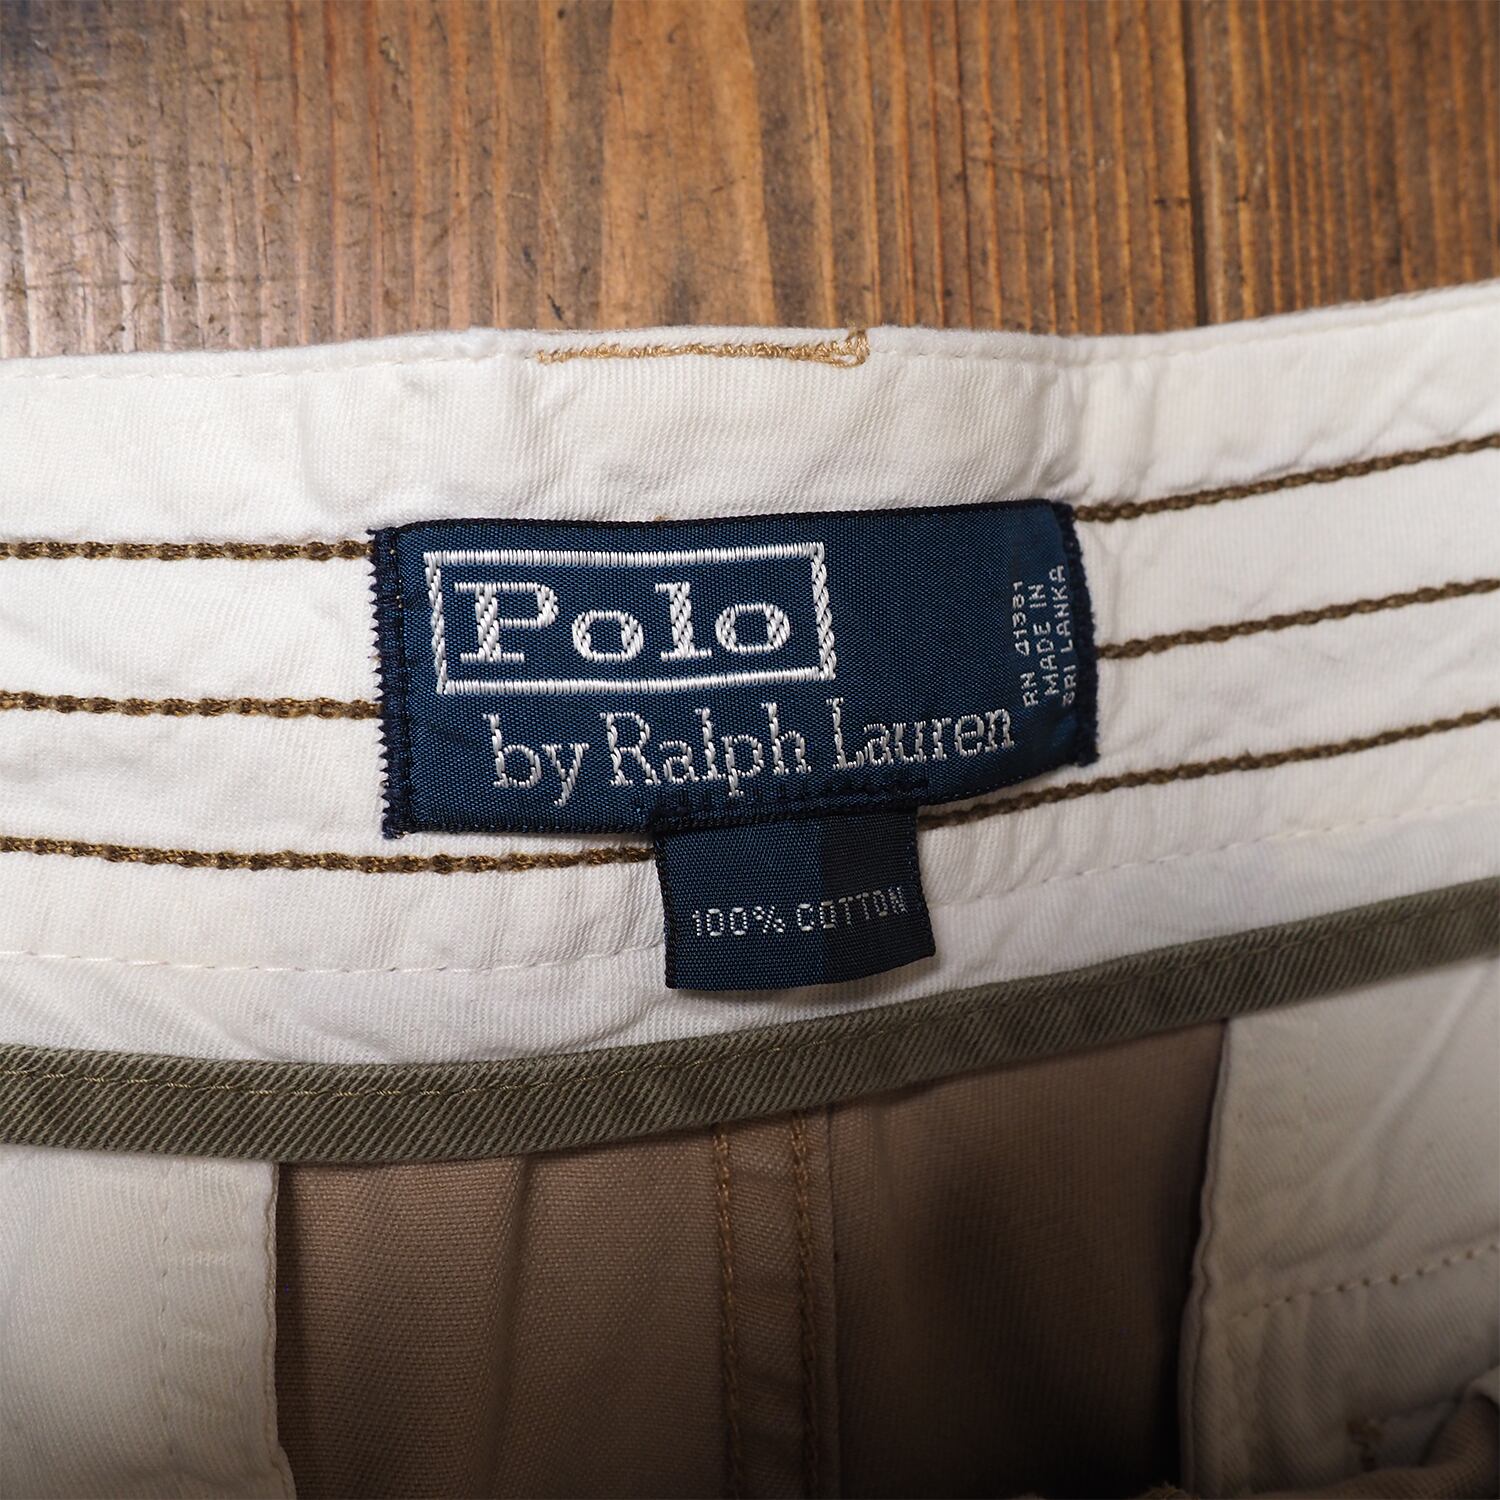 Polo
by Ralph Lauren
RN 41381
MADE IN
SRI LANKA
100% COTTON